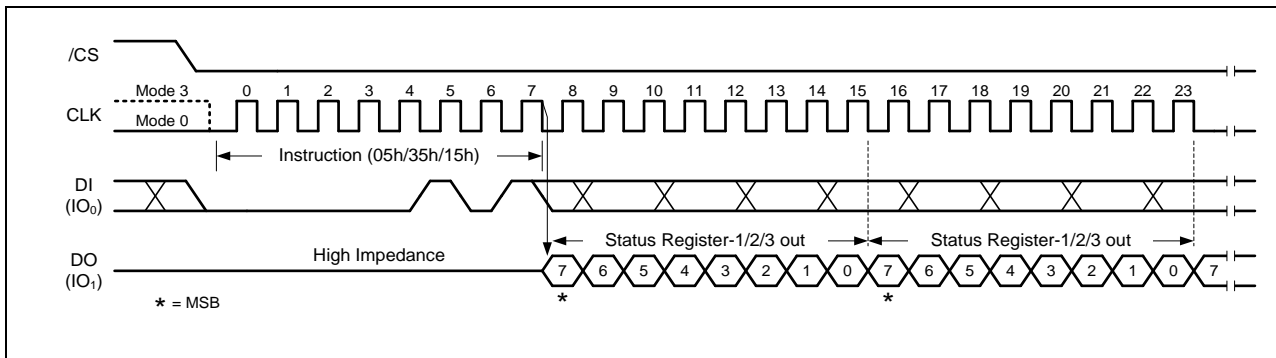 /CS
Mode 3
0 1 2 3 4 5 6 7 8 9 10 11 12 13 14 15 16 17 18 19 20 21 22 23
CLK
Mode 0
Instruction (05h/35h/15h)
DI
(IO₀)
Status Register-1/2/3 out Status Register-1/2/3 out
High Impedance
DO
(IO₁)
7 6 5 4 3 2 1 0 7 6 5 4 3 2 1 0 7
* *
* = MSB